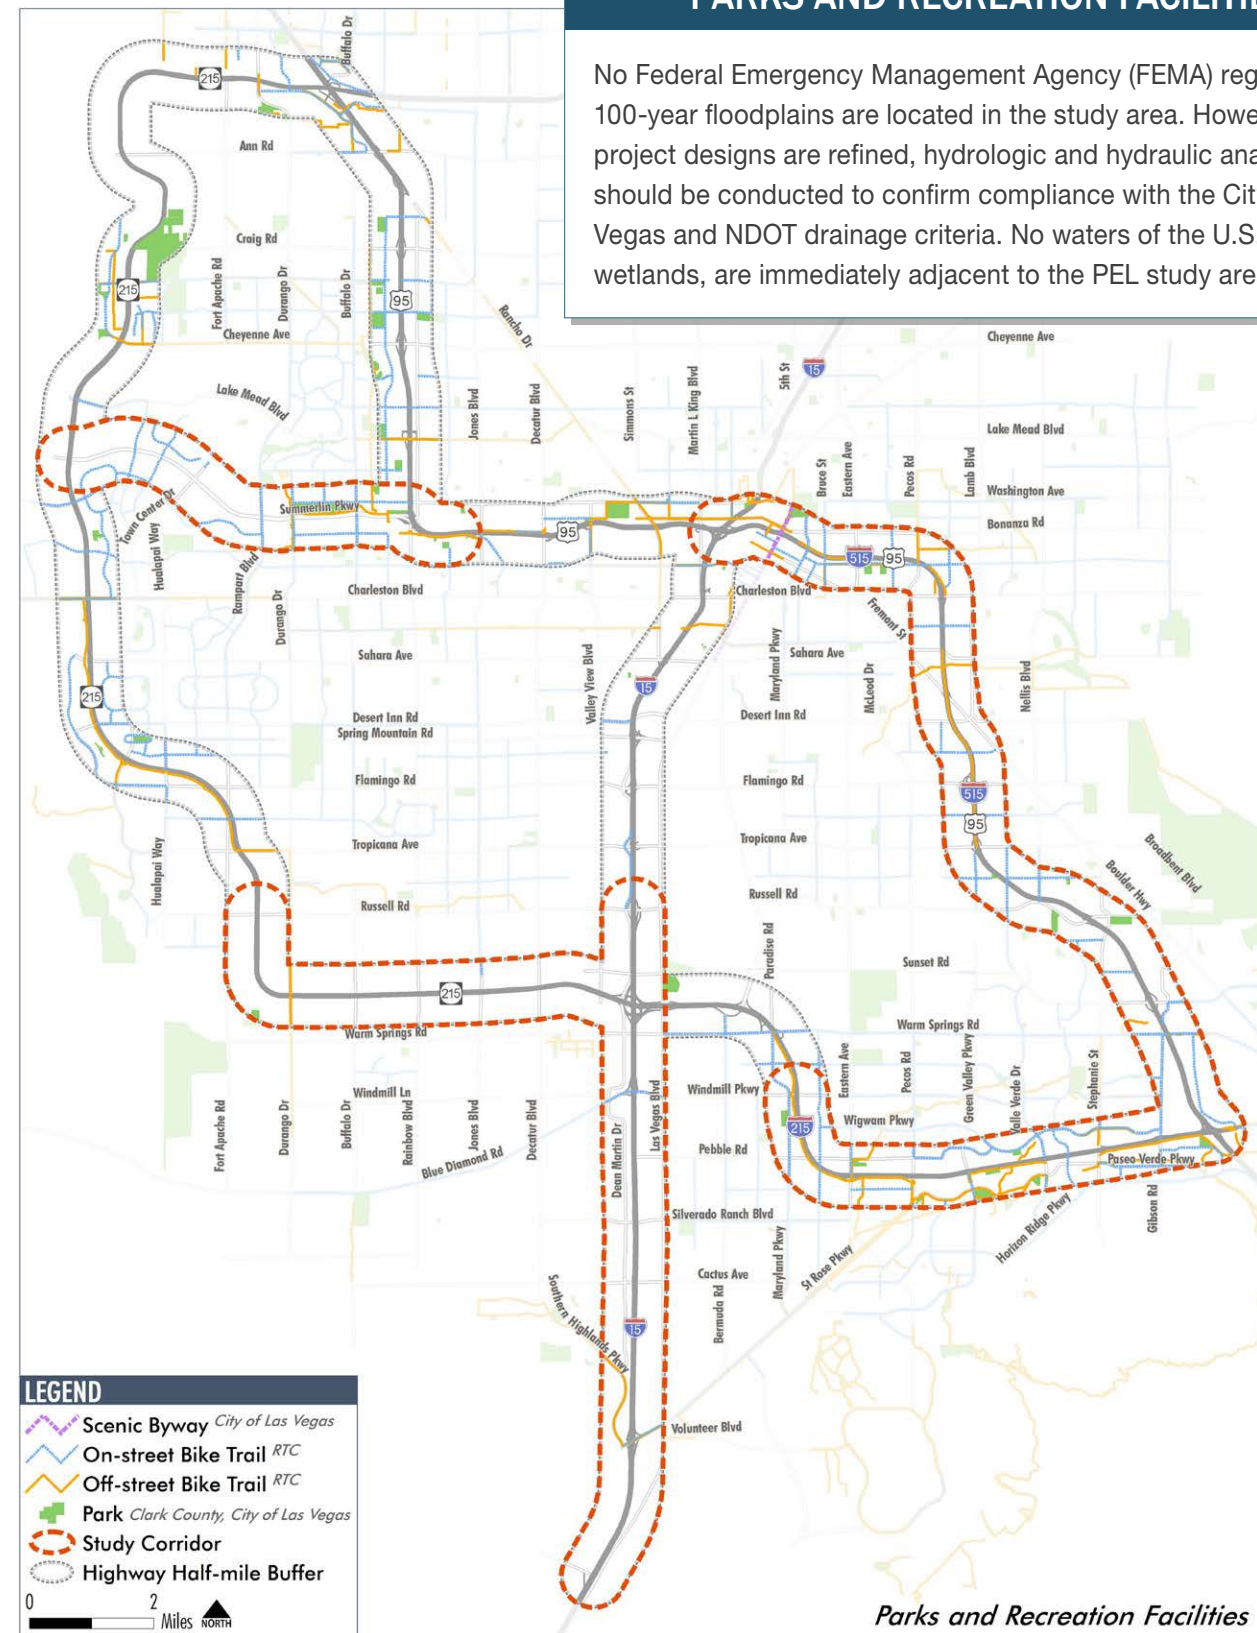 PARKS AND RECREATION FACILITIE
No Federal Emergency Management Agency (FEMA) reg
100-year floodplains are located in the study area. Howe
project designs are refined, hydrologic and hydraulic ana
should be conducted to confirm compliance with the Cit
Vegas and NDOT drainage criteria. No waters of the U.S
wetlands, are immediately adjacent to the PEL study are
Buffalo Dr
215
Ann Rd
Craig Rd
Fort Apache Rd
Durango Dr
Buffalo Dr
215
95
Cheyenne Ave
Rancho Dr
Cheyenne Ave
5th St
15
Lake Mead Blvd
Jones Blvd
Decatur Blvd
Simmons St
Martin L King Blvd
Lake Mead Blvd
Bruce St
Eastern Ave
Pecos Rd
Lamb Blvd
Washington Ave
Town Center Dr
Summerlin Pkwy
95
Bonanza Rd
Hualapai Way
515
95
Rampart Blvd
Durango Dr
Charleston Blvd
Charleston Blvd
Fremont St
Sahara Ave
Valley View Blvd
Maryland Pkwy
Sahara Ave
McLeod Dr
Nellis Blvd
215
15
Desert Inn Rd
Spring Mountain Rd
Desert Inn Rd
Flamingo Rd
Flamingo Rd
515
95
Hualapai Way
Tropicana Ave
Tropicana Ave
Boulder Hwy
Broadbent Blvd
Russell Rd
Russell Rd
Paradise Rd
Sunset Rd
215
Warm Springs Rd
Warm Springs Rd
Windmill Ln
Las Vegas Blvd
Windmill Pkwy
Eastern Ave
Pecos Rd
Green Valley Pkwy
Valle Verde Dr
Stephanie St
Fort Apache Rd
Durango Dr
Buffalo Dr
Rainbow Blvd
Jones Blvd
Decatur Blvd
Blue Diamond Rd
Dean Martin Dr
215
Wigwam Pkwy
Pebble Rd
Paseo Verde Pkwy
Silverado Ranch Blvd
Gibson Rd
Horizon Ridge Pkwy
Maryland Pkwy
St Rose Pkwy
Cactus Ave
Bermuda Rd
Southern Highlands Pkwy
15
Volunteer Blvd
LEGEND
Scenic Byway City of Las Vegas
On-street Bike Trail RTC
Off-street Bike Trail RTC
Park Clark County, City of Las Vegas
Study Corridor
Highway Half-mile Buffer
0 2
Miles NORTH
Parks and Recreation Facilities